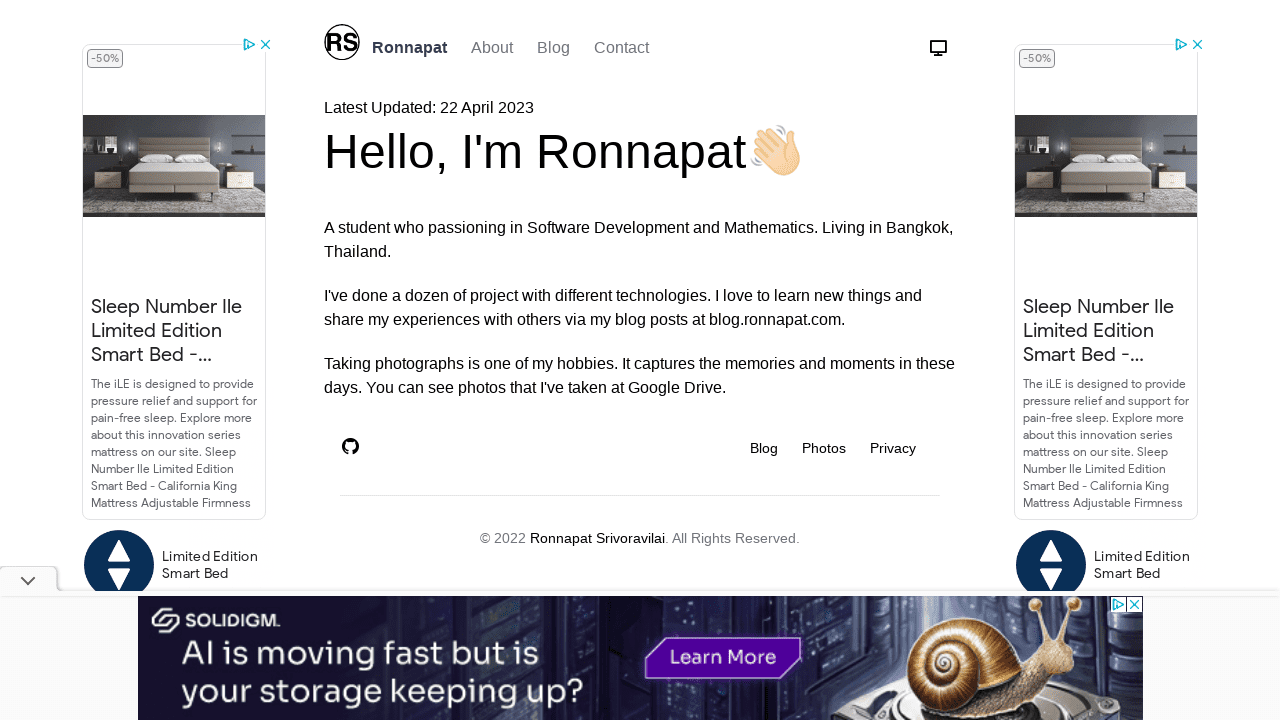 RS
Ronnapat About Blog Contact
Latest Updated: 22 April 2023
Hello, I'm Ronnapat
A student who passioning in Software Development and Mathematics. Living in Bangkok,
Thailand.
I've done a dozen of project with different technologies. I love to learn new things and
share my experiences with others via my blog posts at blog.ronnapat.com.
Taking photographs is one of my hobbies. It captures the memories and moments in these
days. You can see photos that I've taken at Google Drive.
Blog Photos Privacy
© 2022 Ronnapat Srivoravilai. All Rights Reserved.
-50%
Sleep Number Ile
Limited Edition
Smart Bed -...
The iLE is designed to provide
pressure relief and support for
pain-free sleep. Explore more
about this innovation series
mattress on our site. Sleep
Number Ile Limited Edition
Smart Bed - California King
Mattress Adjustable Firmness
Limited Edition
Smart Bed
-50%
Sleep Number Ile
Limited Edition
Smart Bed -...
The iLE is designed to provide
pressure relief and support for
pain-free sleep. Explore more
about this innovation series
mattress on our site. Sleep
Number Ile Limited Edition
Smart Bed - California King
Mattress Adjustable Firmness
Limited Edition
Smart Bed
SOLIDIGM
AI is moving fast but is
your storage keeping up?
Learn More